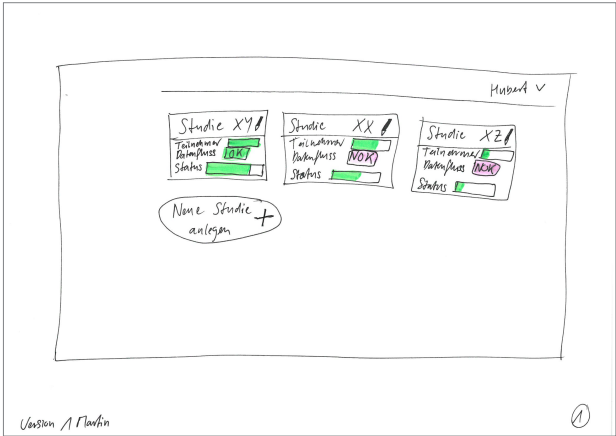 Hubert v
Studie XY
Teilnehmer
Datenfluss OK
Status
Studie XX
Teilnehmer
Datenfluss NOK
Status
Studie XZ
Teilnehmer
Datenfluss NOK
Status
Neue Studie +
anlegen
Version 1 Martin
1